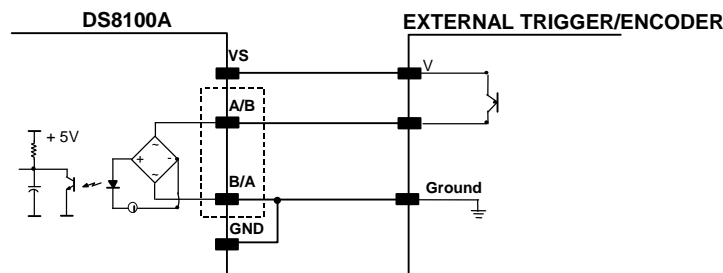 DS8100A
EXTERNAL TRIGGER/ENCODER
VS
V
A/B
+ 5V
~
+ -
~
B/A
Ground
GND